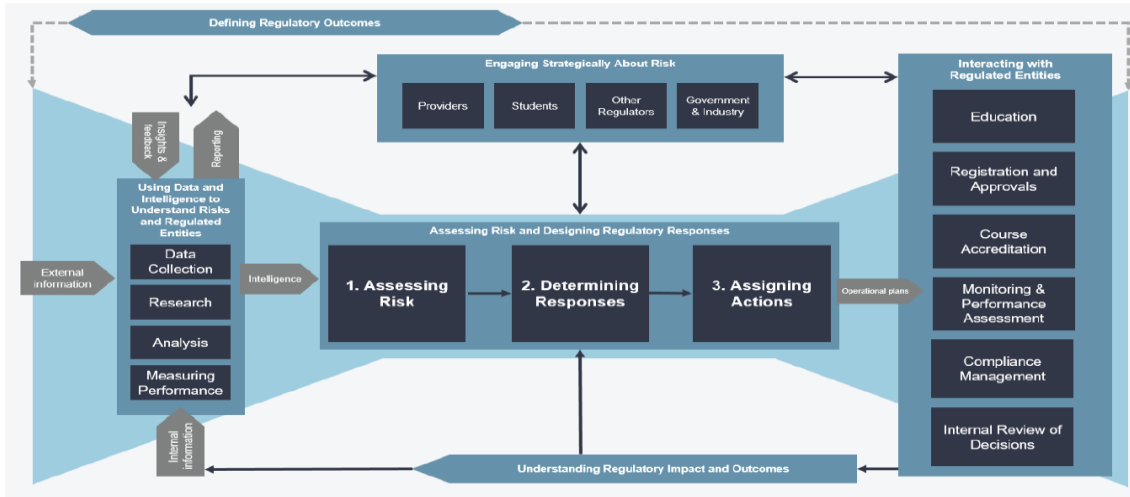 Defining Regulatory Outcomes
Engaging Strategically About Risk
Providers
Students
Other
Regulators
Government
& Industry
Interacting with
Regulated Entities
Education
Registration and
Approvals
Course
Accreditation
Monitoring &
Performance
Assessment
Compliance
Management
Internal Review of
Decisions
Insights &
feedback
Reporting
Using Data and
Intelligence to
Understand Risks
and Regulated
Entities
Data
Collection
Research
Analysis
Measuring
Performance
External
information
Intelligence
Assessing Risk and Designing Regulatory Responses
1. Assessing
Risk
2. Determining
Responses
3. Assigning
Actions
Operational plans
Internal
information
Understanding Regulatory Impact and Outcomes